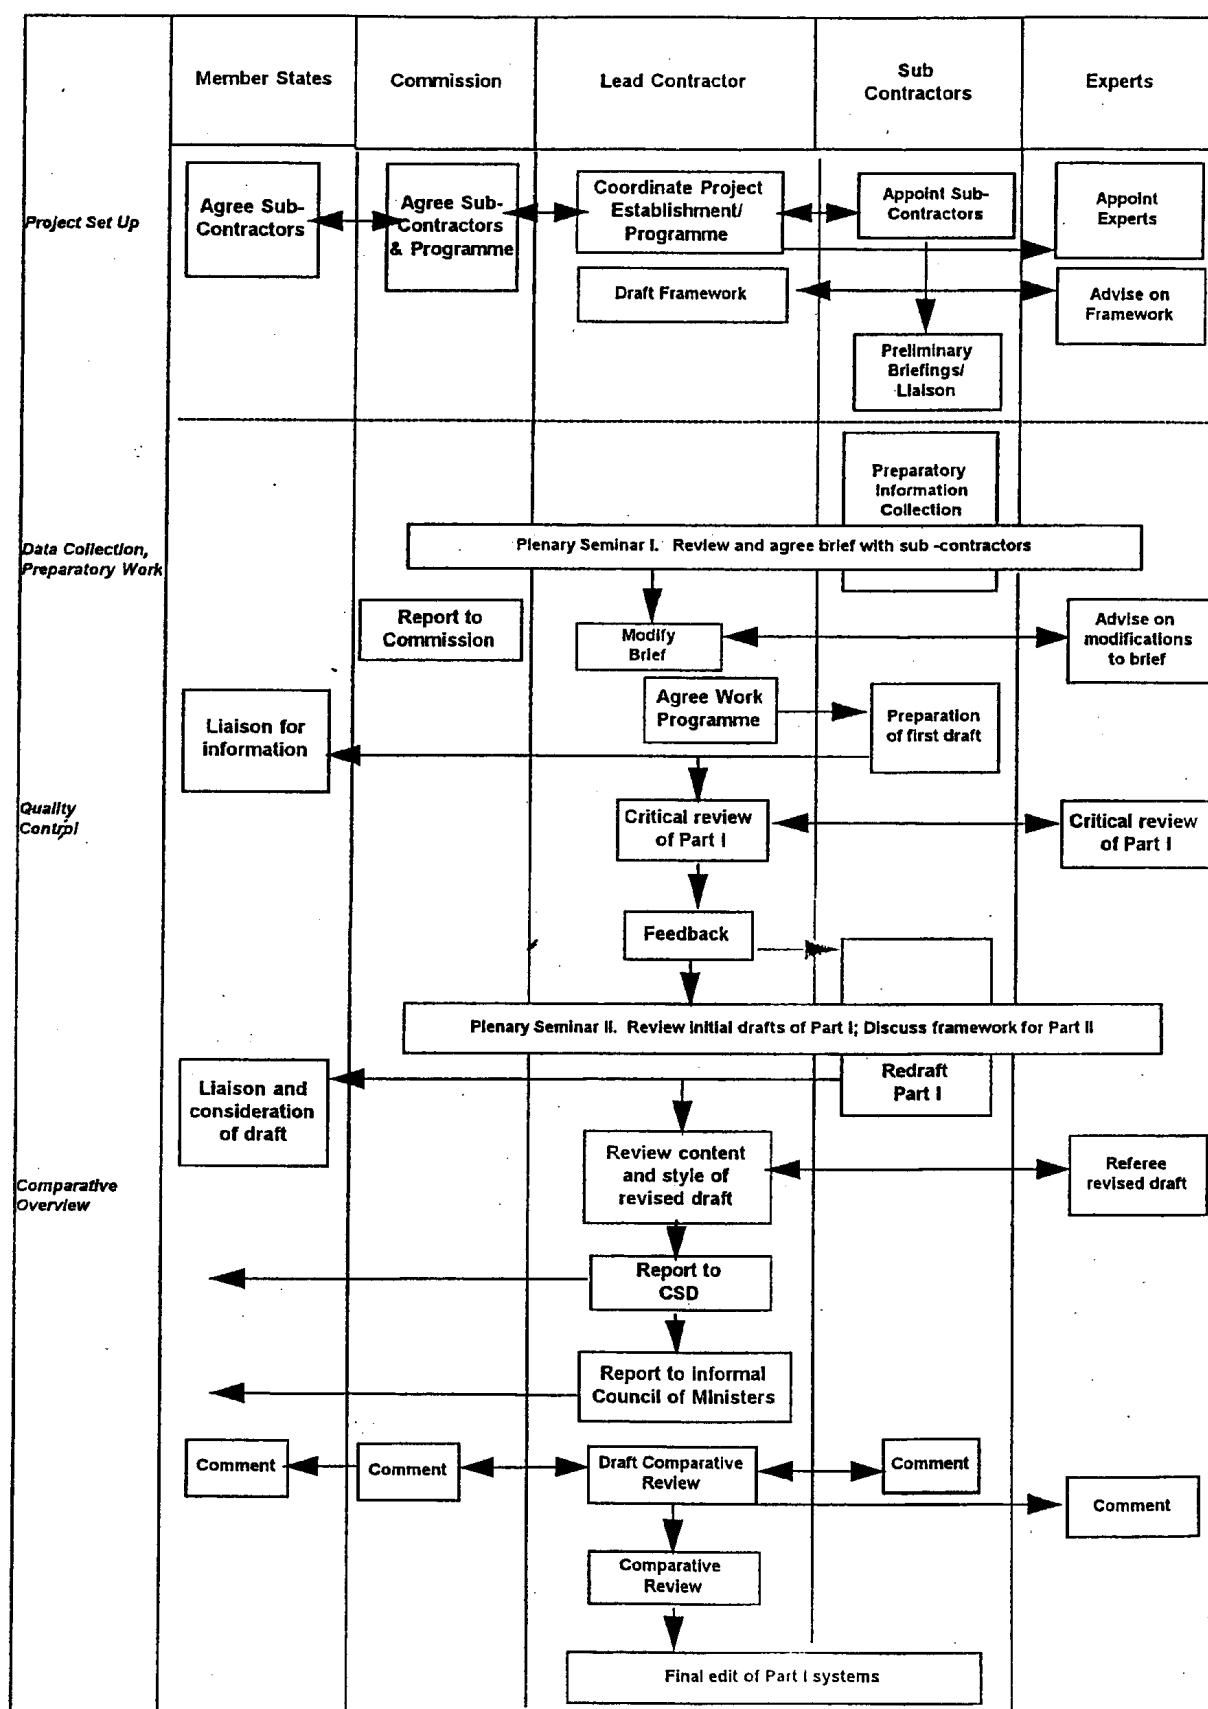 Member States
Commission
Lead Contractor
Sub
Contractors
Experts
Project Set Up
Agree Sub-
Contractors
Agree Sub-
Contractors
& Programme
Coordinate Project
Establishment/
Programme
Appoint Sub-
Contractors
Appoint
Experts
Draft Framework
Advise on
Framework
Preliminary
Briefings/
Liaison
Data Collection,
Preparatory Work
Preparatory
Information
Collection
Plenary Seminar I. Review and agree brief with sub -contractors
Report to
Commission
Modify
Brief
Advise on
modifications
to brief
Agree Work
Programme
Preparation
of first draft
Liaison for
information
Quality
Control
Critical review
of Part I
Critical review
of Part I
Feedback
Plenary Seminar II. Review initial drafts of Part I; Discuss framework for Part II
Redraft
Part I
Liaison and
consideration
of draft
Comparative
Overview
Review content
and style of
revised draft
Referee
revised draft
Report to
CSD
Report to Informal
Council of Ministers
Comment
Comment
Draft Comparative
Review
Comment
Comment
Comparative
Review
Final edit of Part I systems